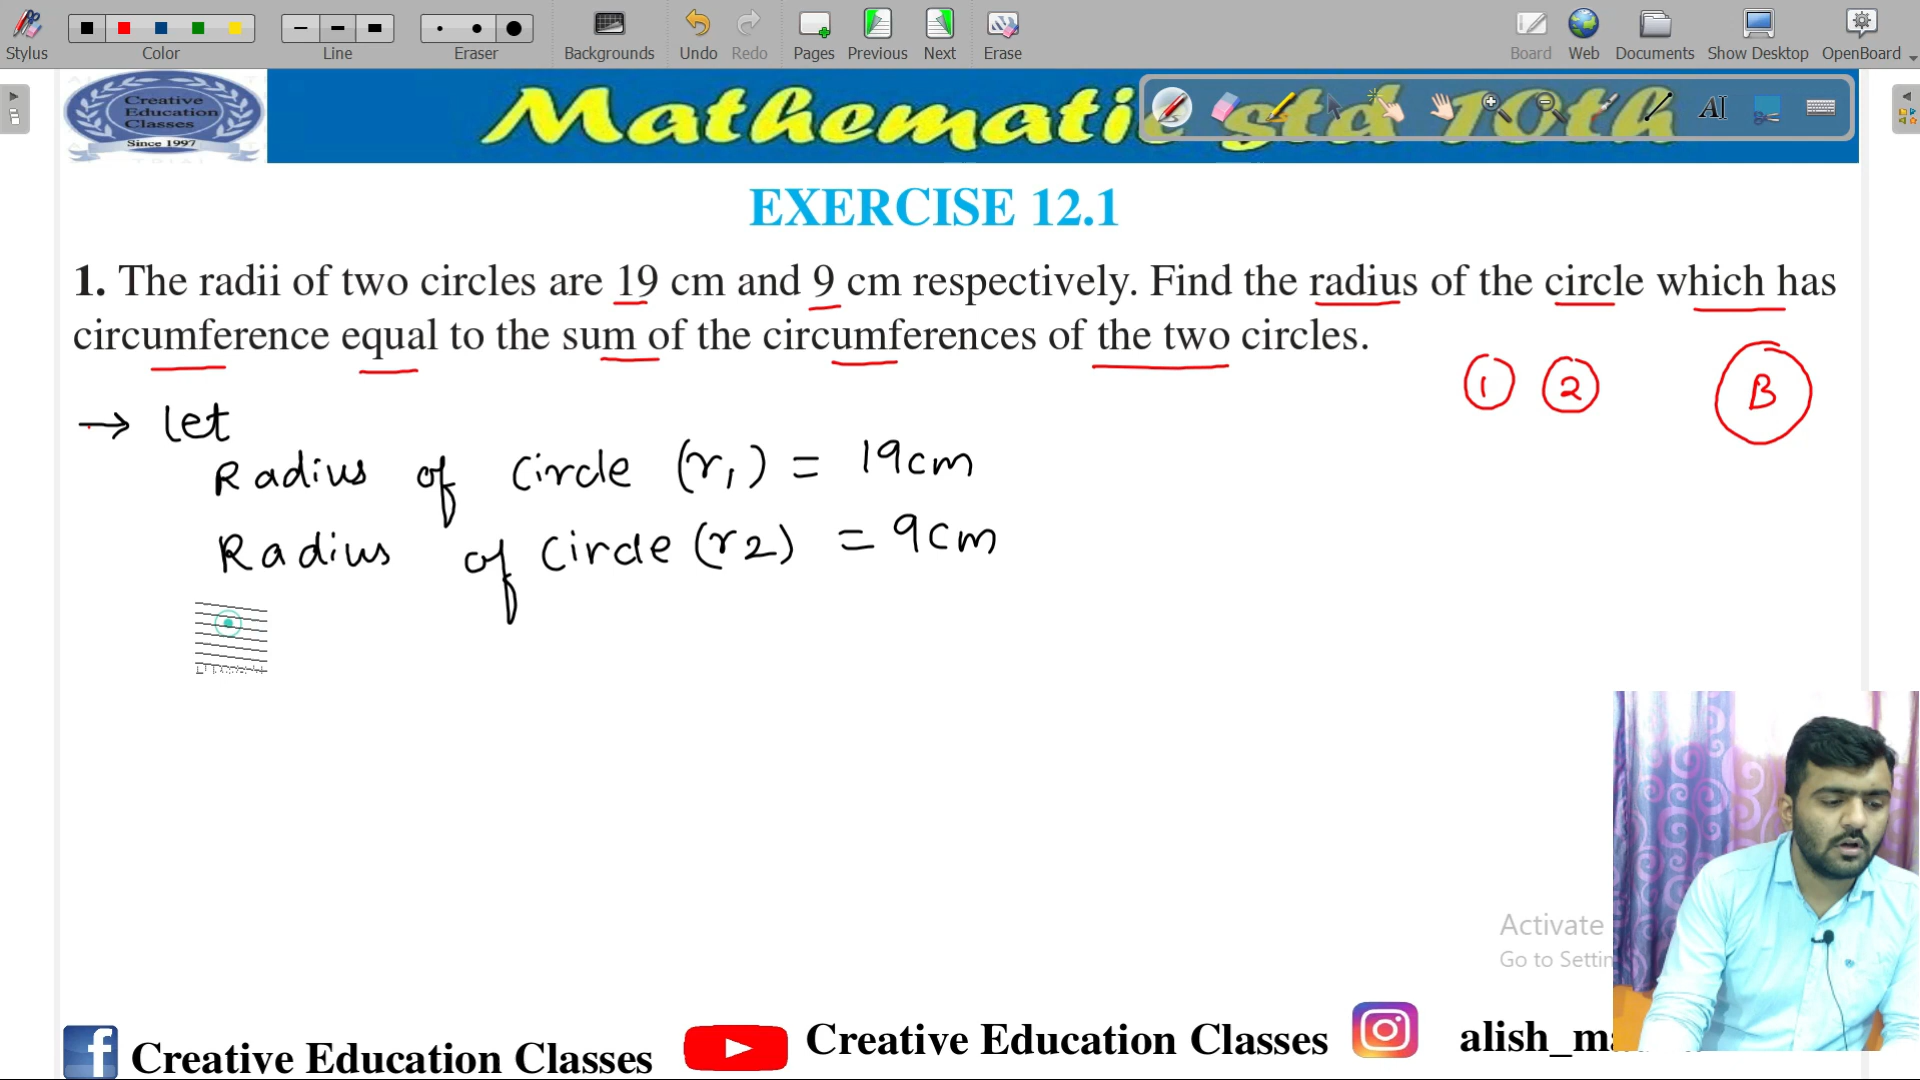 Stylus Color Line Eraser Backgrounds Undo Redo Pages Previous Next Erase Board Web Documents Show Desktop OpenBoard
Creative
Education
Classes
Since 1997
Mathematic std 10th
AI
EXERCISE 12.1
1. The radii of two circles are 19 cm and 9 cm respectively. Find the radius of the circle which has
circumference equal to the sum of the circumferences of the two circles.
1 2 B
→ let
Radius of Circle (r1) = 19cm
Radius of Circle (r2) = 9cm
Activate
Go to Settin
Creative Education Classes
Creative Education Classes